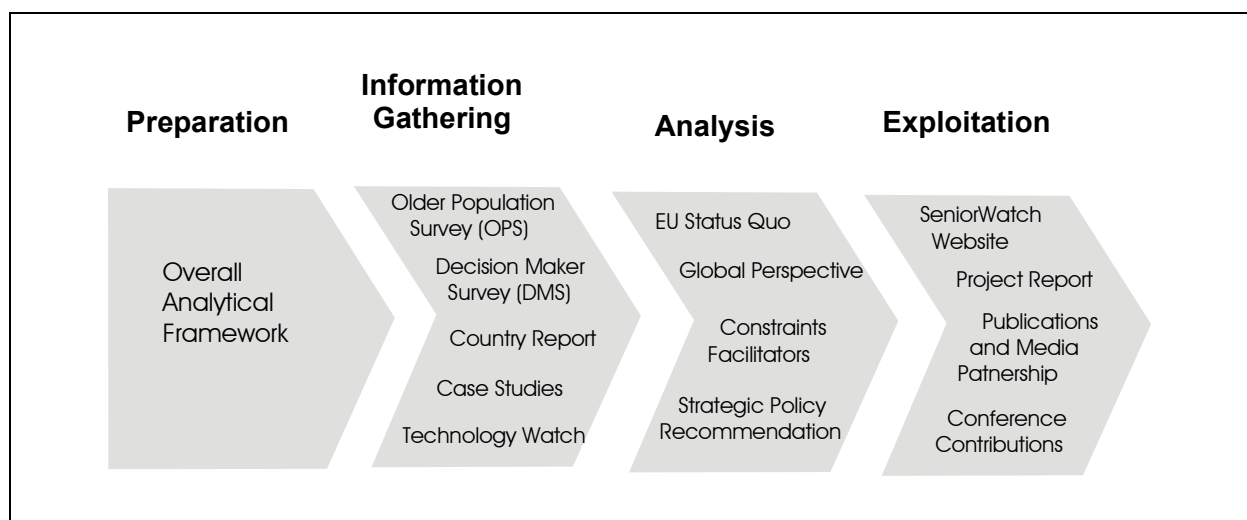 Preparation
Information
Gathering
Analysis
Exploitation
Overall
Analytical
Framework
Older Population
Survey (OPS)
Decision Maker
Survey (DMS)
Country Report
Case Studies
Technology Watch
EU Status Quo
Global Perspective
Constraints
Facilitators
Strategic Policy
Recommendation
SeniorWatch
Website
Project Report
Publications
and Media
Patnership
Conference
Contributions